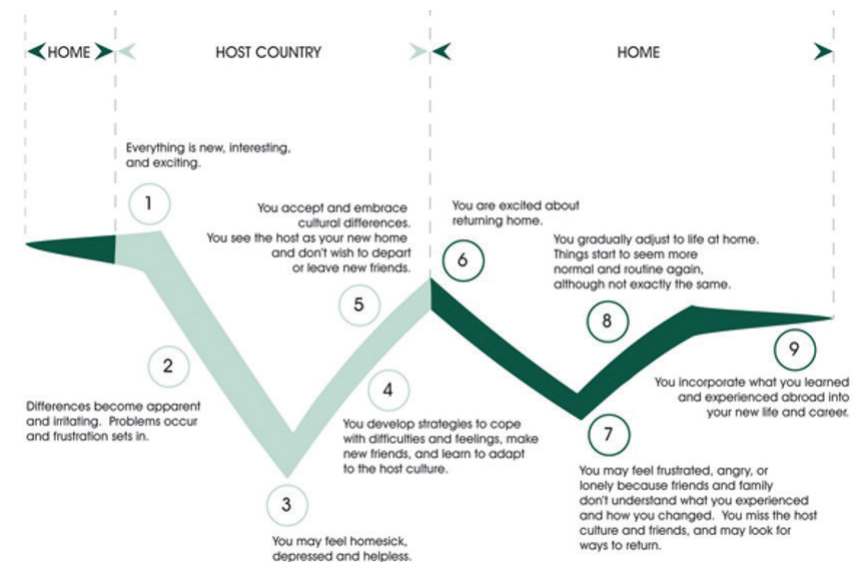 HOME
HOST COUNTRY
HOME
Everything is new, interesting,
and exciting.
1
You accept and embrace
cultural differences.
You see the host as your new home
and don't wish to depart
or leave new friends.
5
2
Differences become apparent
and irritating. Problems occur
and frustration sets in.
4
You develop strategies to cope
with difficulties and feelings, make
new friends, and learn to adapt
to the host culture.
3
You may feel homesick,
depressed and helpless.
You are excited about
returning home.
6
You gradually adjust to life at home.
Things start to seem more
normal and routine again,
although not exactly the same.
8
9
You incorporate what you learned
and experienced abroad into
your new life and career.
7
You may feel frustrated, angry, or
lonely because friends and family
don't understand what you experienced
and how you changed. You miss the host
culture and friends, and may look for
ways to return.